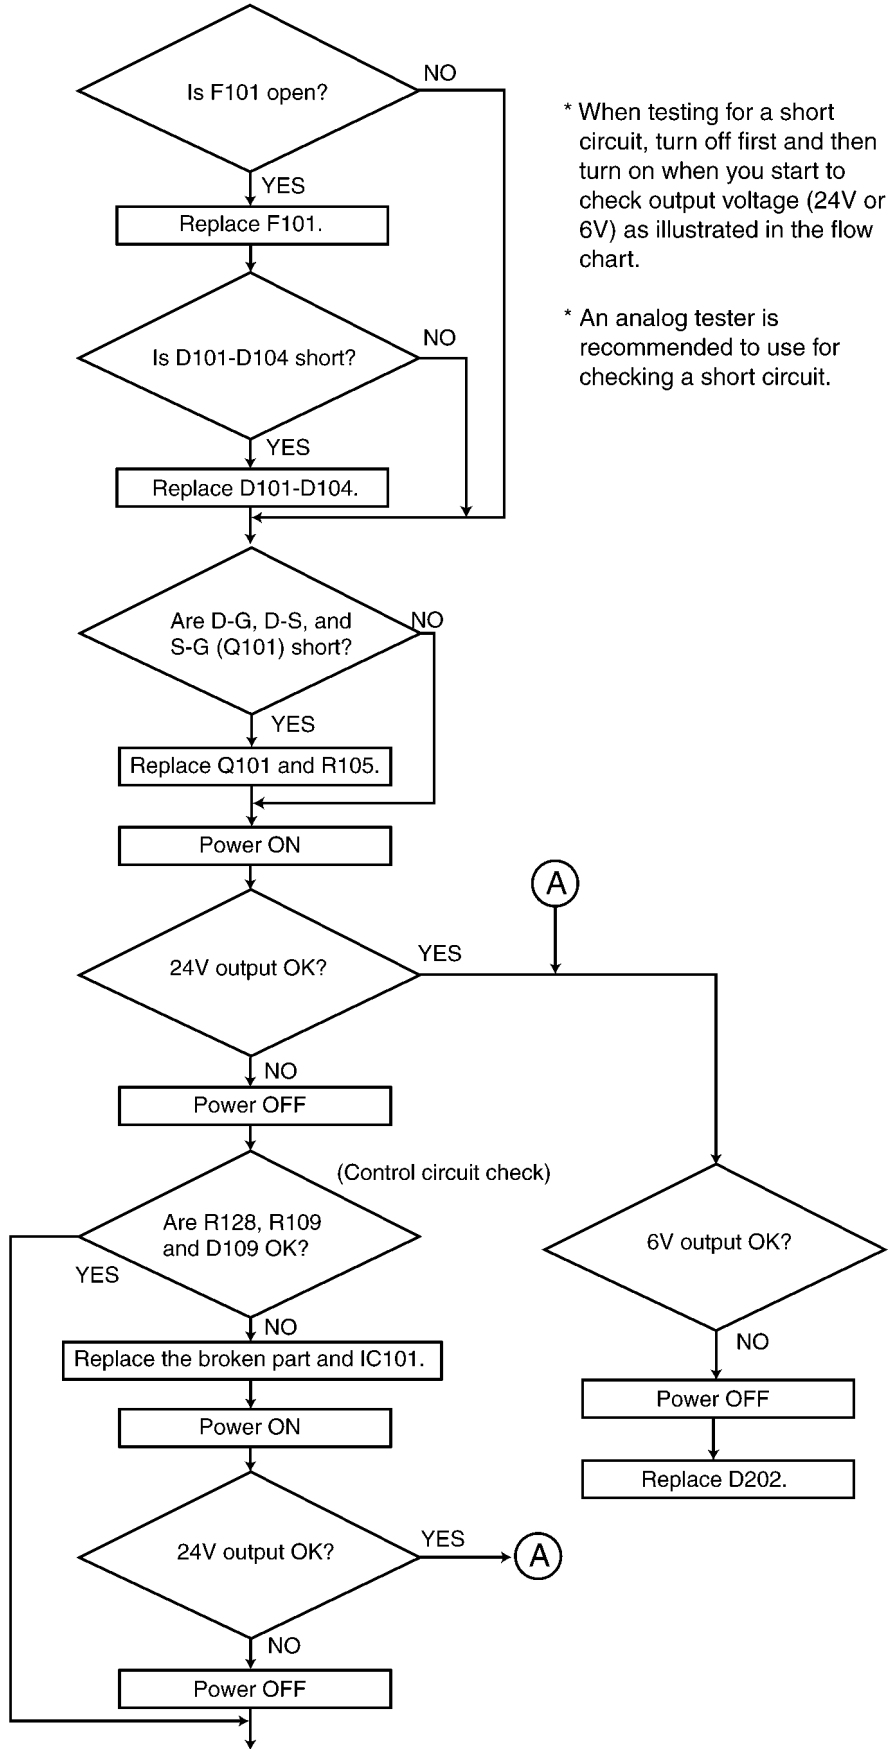 Is F101 open?
NO
YES
Replace F101.
Is D101-D104 short?
NO
YES
Replace D101-D104.
* When testing for a short
circuit, turn off first and then
turn on when you start to
check output voltage (24V or
6V) as illustrated in the flow
chart.
* An analog tester is
recommended to use for
checking a short circuit.
Are D-G, D-S, and
S-G (Q101) short?
NO
YES
Replace Q101 and R105.
Power ON
24V output OK?
YES
A
NO
Power OFF
(Control circuit check)
Are R128, R109
and D109 OK?
YES
NO
Replace the broken part and IC101.
Power ON
24V output OK?
YES
A
NO
Power OFF
6V output OK?
NO
Power OFF
Replace D202.